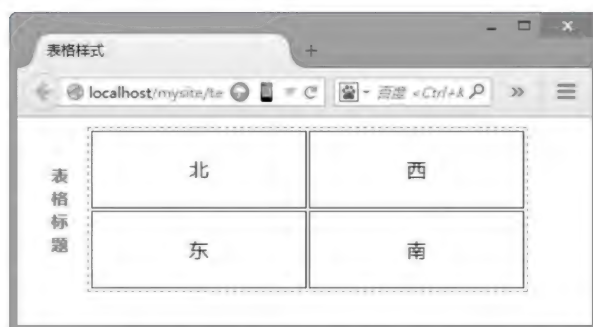 表格样式
localhost/mysite/te
百度 <Ctrl+k
表格标题
北 西
东 南